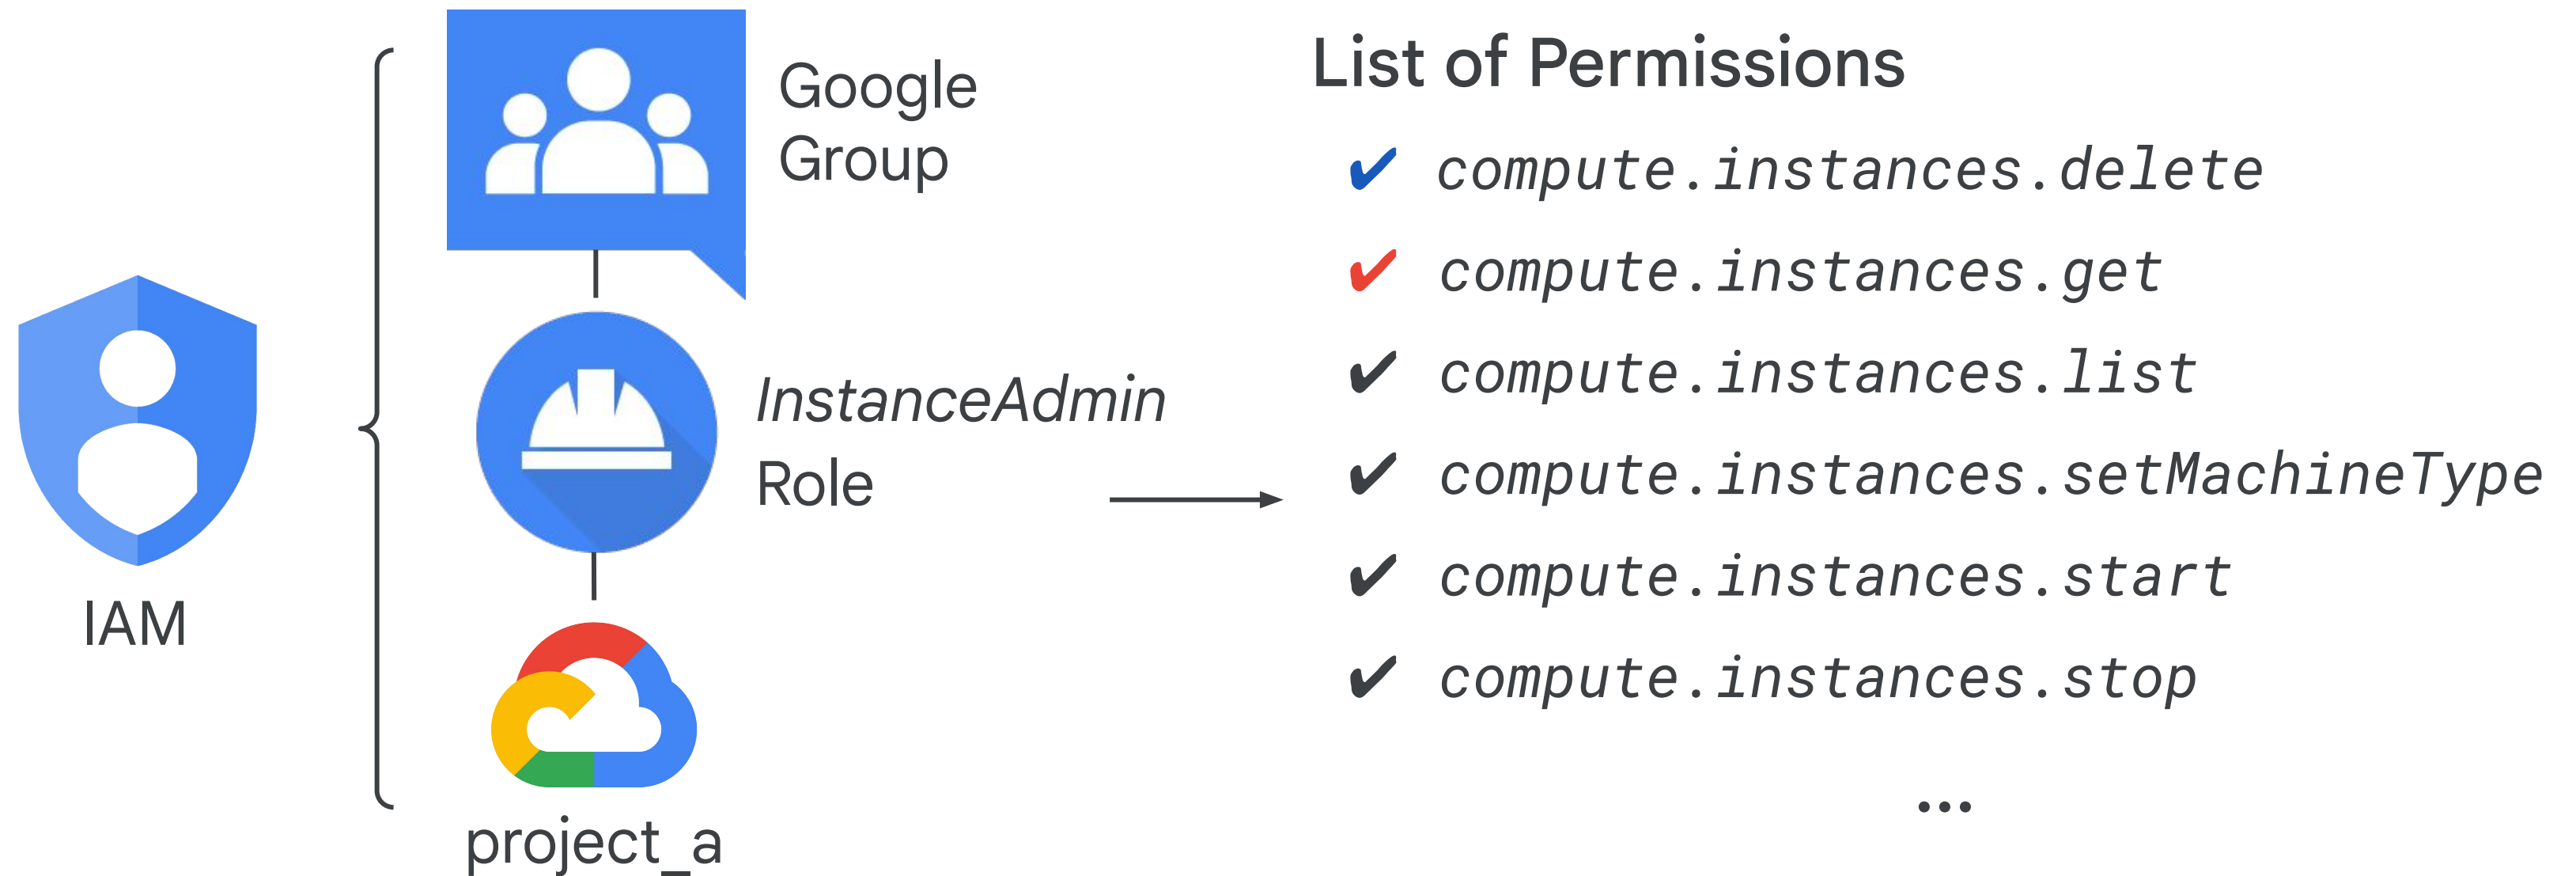 IAM
Google
Group
InstanceAdmin
Role
project_a
List of Permissions
✔ compute.instances.delete
✔ compute.instances.get
✔ compute.instances.list
✔ compute.instances.setMachineType
✔ compute.instances.start
✔ compute.instances.stop
...